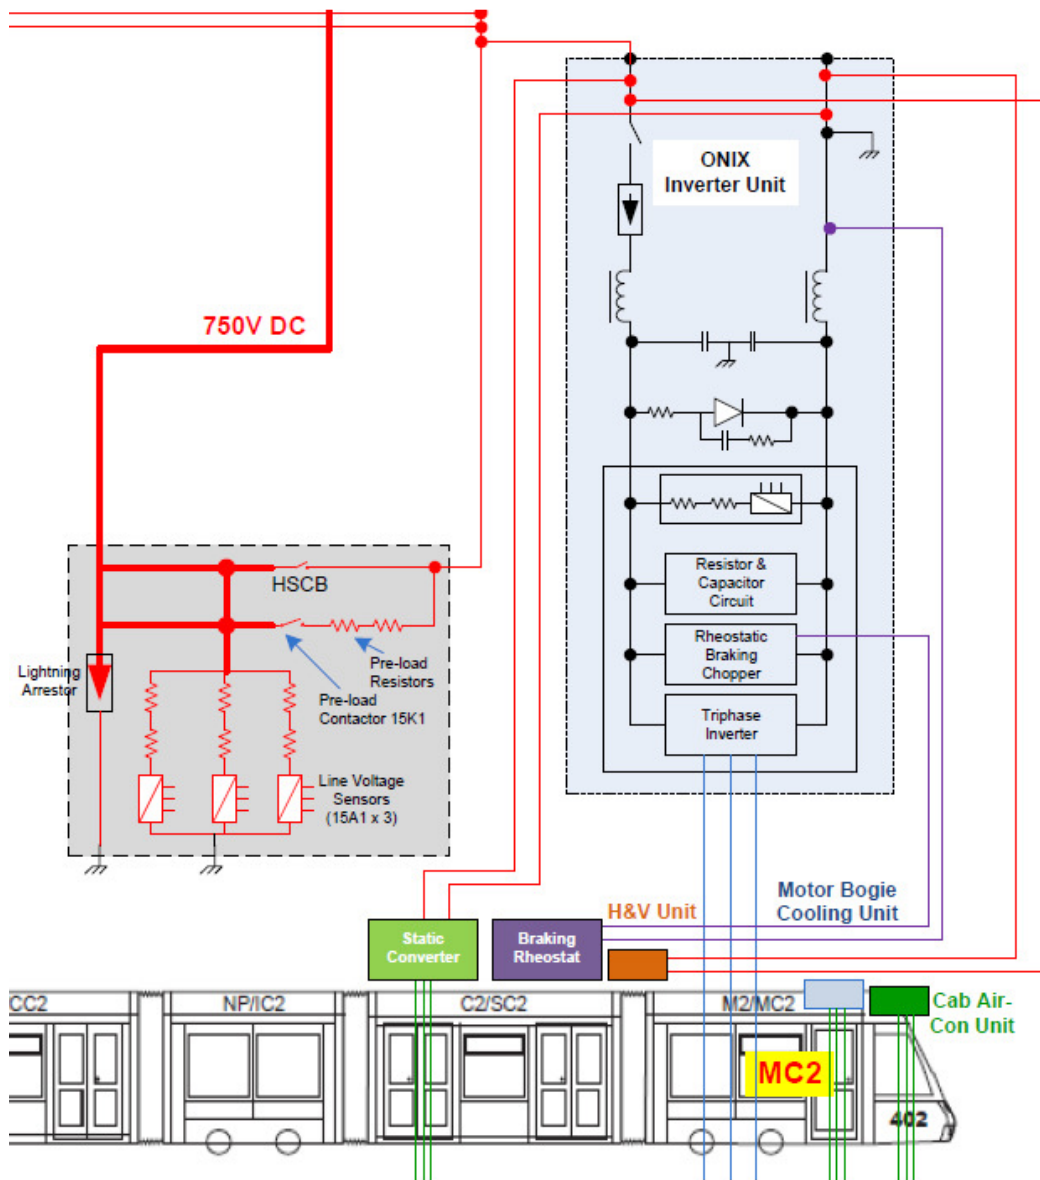 ONIX
Inverter Unit
750V DC
HSCB
Lightning
Arrestor
Pre-load
Resistors
Pre-load
Contactor 15K1
Line Voltage
Sensors
(15A1 x 3)
Resistor &
Capacitor
Circuit
Rheostatic
Braking
Chopper
Triphase
Inverter
Static
Converter
Braking
Rheostat
H&V Unit
Motor Bogie
Cooling Unit
Cab Air-
Con Unit
CC2
NP/IC2
C2/SC2
M2/MC2
MC2
402